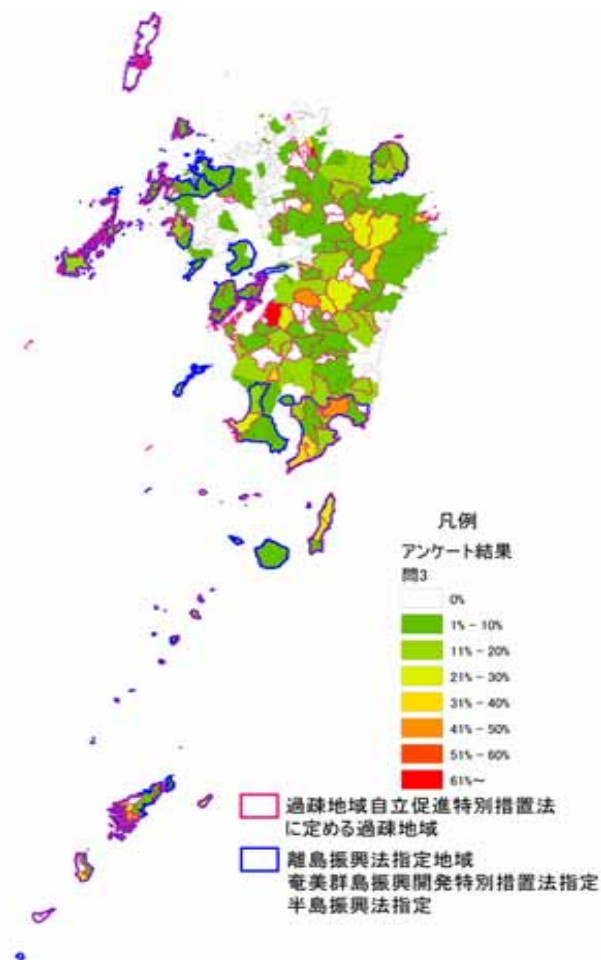 凡例
アンケート結果
問3
0%
1% - 10%
11% - 20%
21% - 30%
31% - 40%
41% - 50%
51% - 60%
61%～
過疎地域自立促進特別措置法
に定める過疎地域
離島振興法指定地域
奄美群島振興開発特別措置法指定
半島振興法指定